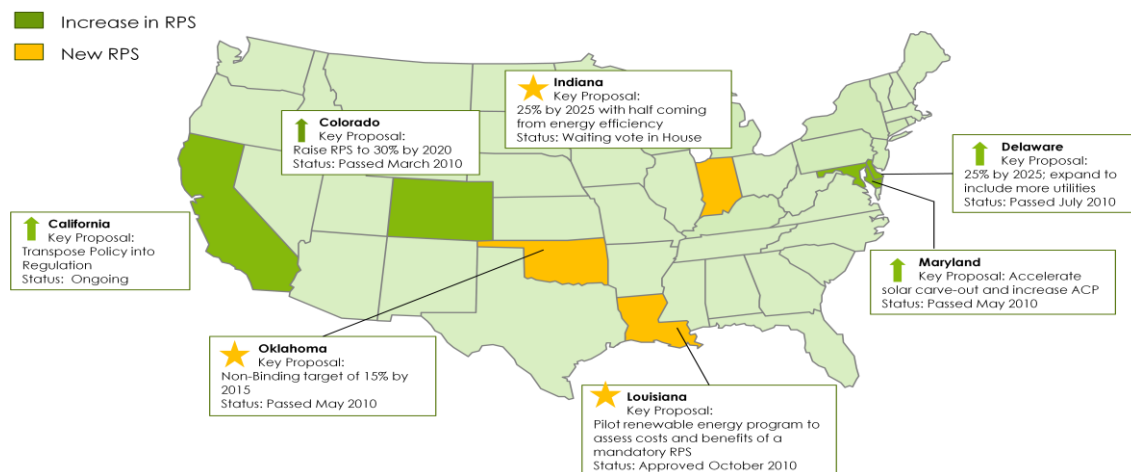 Increase in RPS
New RPS
Indiana
Key Proposal:
25% by 2025 with half coming
from energy efficiency
Status: Waiting vote in House
Colorado
Key Proposal:
Raise RPS to 30% by 2020
Status: Passed March 2010
Delaware
Key Proposal:
25% by 2025; expand to
include more utilities
Status: Passed July 2010
California
Key Proposal:
Transpose Policy into
Regulation
Status: Ongoing
Maryland
Key Proposal: Accelerate
solar carve-out and increase ACP
Status: Passed May 2010
Oklahoma
Key Proposal:
Non-Binding target of 15% by
2015
Status: Passed May 2010
Louisiana
Key Proposal:
Pilot renewable energy program to
assess costs and benefits of a
mandatory RPS
Status: Approved October 2010